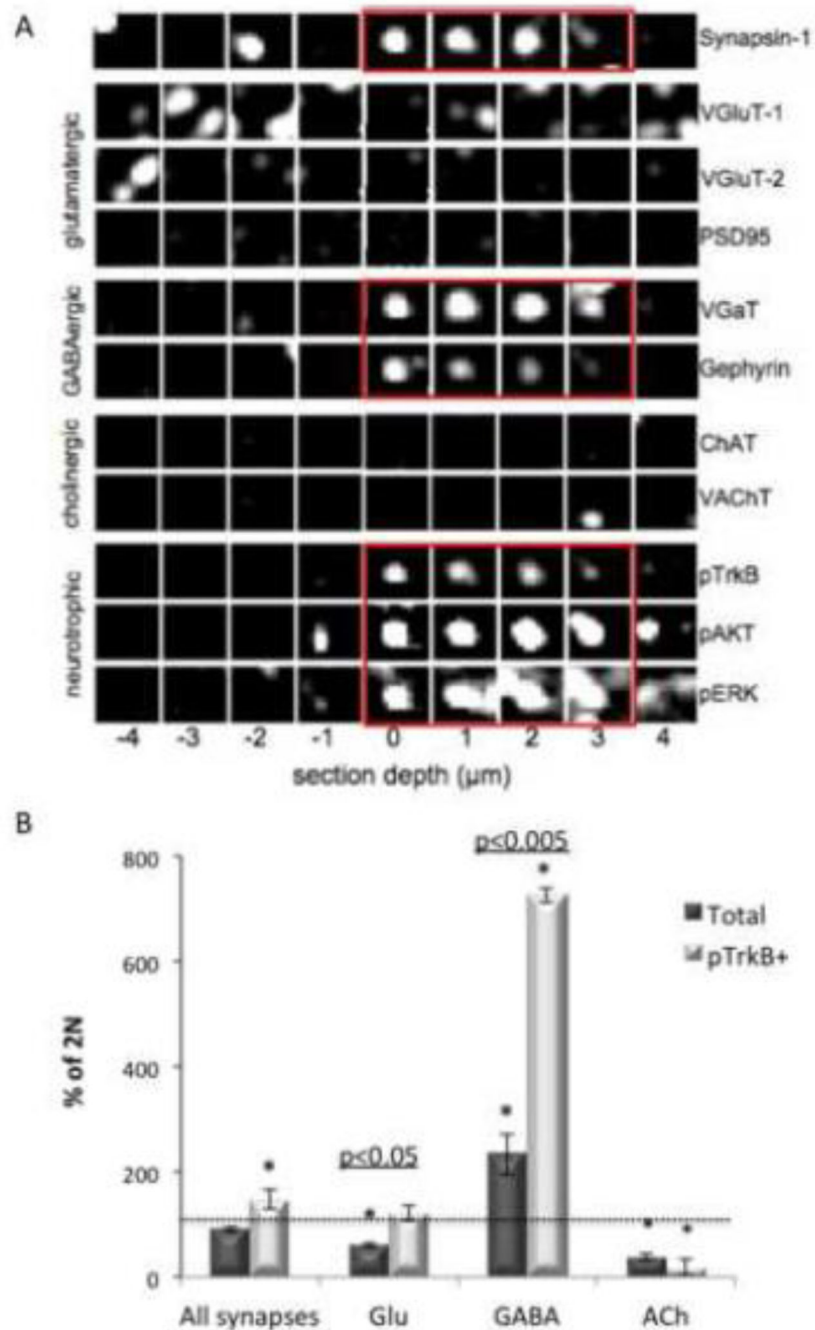 A
Synapsin-1
glutamatergic
VGluT-1
VGluT-2
PSD95
GABAergic
VGaT
Gephyrin
cholinergic
ChAT
VAChT
neurotrophic
pTrkB
pAKT
pERK
-4 -3 -2 -1 0 1 2 3 4
section depth (µm)
B
% of 2N
800
600
400
200
0
p<0.005
*
p<0.05
*
*
*
*
*
Total
pTrkB+
All synapses Glu GABA ACh